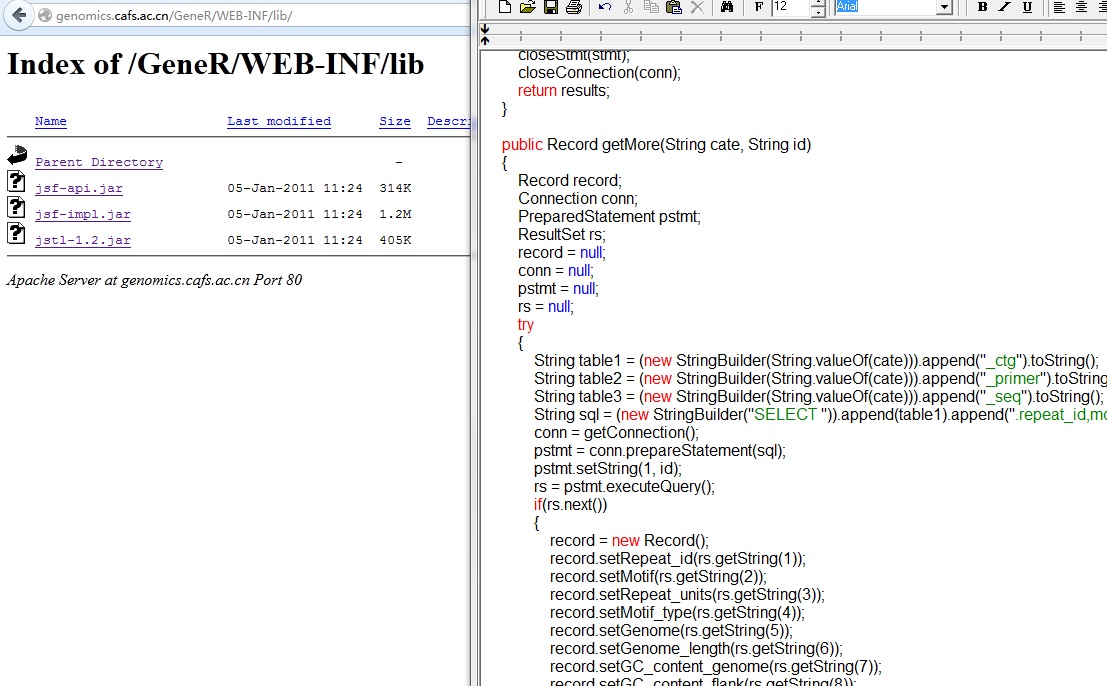 genomics.cafs.ac.cn/GeneR/WEB-INF/lib/
Index of /GeneR/WEB-INF/lib
Name Last modified Size Descri
Parent Directory -
jsf-api.jar 05-Jan-2011 11:24 314K
jsf-impl.jar 05-Jan-2011 11:24 1.2M
jstl-1.2.jar 05-Jan-2011 11:24 405K
Apache Server at genomics.cafs.ac.cn Port 80
F 12 Arial B I U
closeStmt(stmt);
closeConnection(conn);
return results;
}
public Record getMore(String cate, String id)
{
Record record;
Connection conn;
PreparedStatement pstmt;
ResultSet rs;
record = null;
conn = null;
pstmt = null;
rs = null;
try
{
String table1 = (new StringBuilder(String.valueOf(cate))).append("_ctg").toString();
String table2 = (new StringBuilder(String.valueOf(cate))).append("_primer").toString
String table3 = (new StringBuilder(String.valueOf(cate))).append("_seq").toString();
String sql = (new StringBuilder("SELECT ")).append(table1).append(".repeat_id,mo
conn = getConnection();
pstmt = conn.prepareStatement(sql);
pstmt.setString(1, id);
rs = pstmt.executeQuery();
if(rs.next())
{
record = new Record();
record.setRepeat_id(rs.getString(1));
record.setMotif(rs.getString(2));
record.setRepeat_units(rs.getString(3));
record.setMotif_type(rs.getString(4));
record.setGenome(rs.getString(5));
record.setGenome_length(rs.getString(6));
record.setGC_content_genome(rs.getString(7));
record.setGC_content_flank(rs.getString(8));